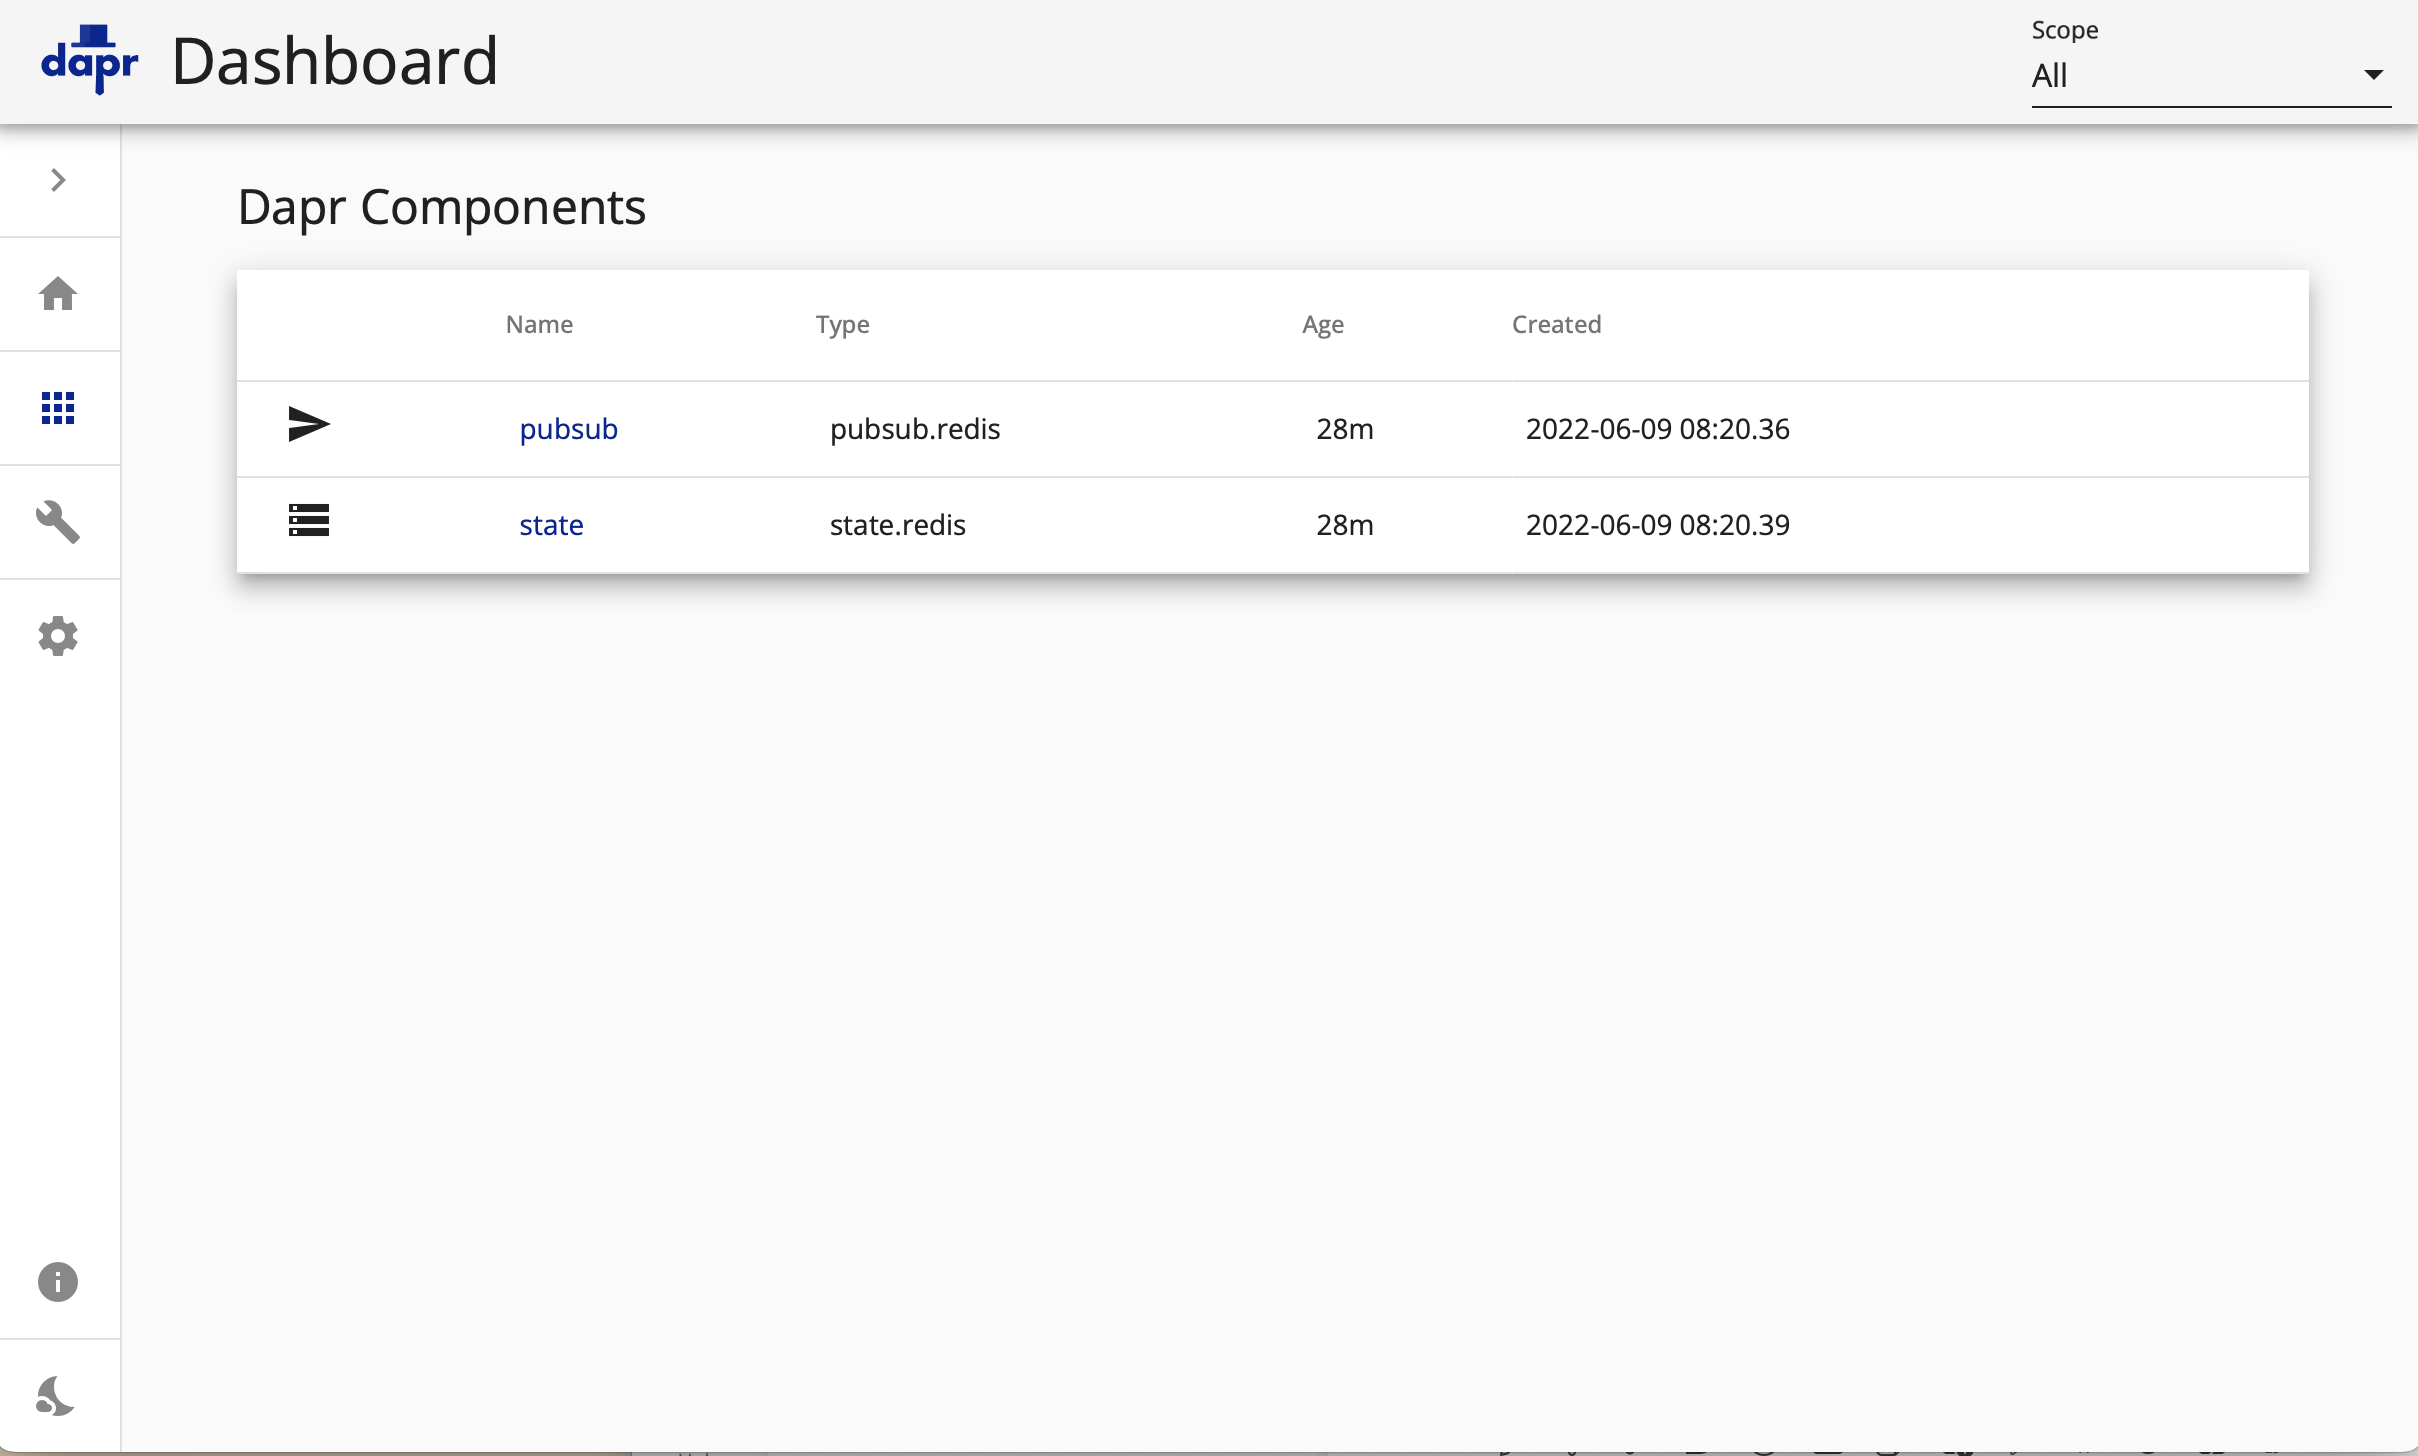 dapr Dashboard
Scope
All
Dapr Components
Name Type Age Created
pubsub pubsub.redis 28m 2022-06-09 08:20.36
state state.redis 28m 2022-06-09 08:20.39